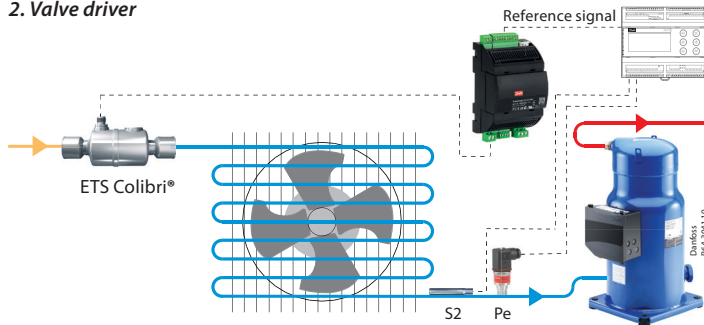 2. Valve driver
Reference signal
ETS Colibri®
S2
Pe
Danfoss